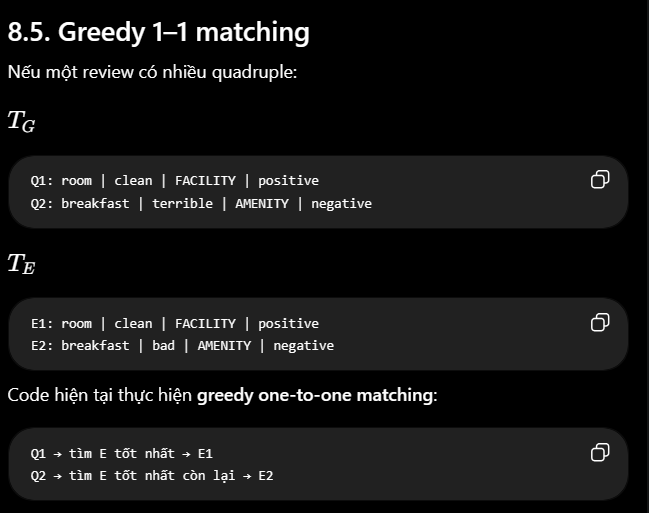 8.5. Greedy 1–1 matching
Nếu một review có nhiều quadruple:
T_G
Q1: room | clean | FACILITY | positive
Q2: breakfast | terrible | AMENITY | negative
T_E
E1: room | clean | FACILITY | positive
E2: breakfast | bad | AMENITY | negative
Code hiện tại thực hiện greedy one-to-one matching:
Q1 → tìm E tốt nhất → E1
Q2 → tìm E tốt nhất còn lại → E2